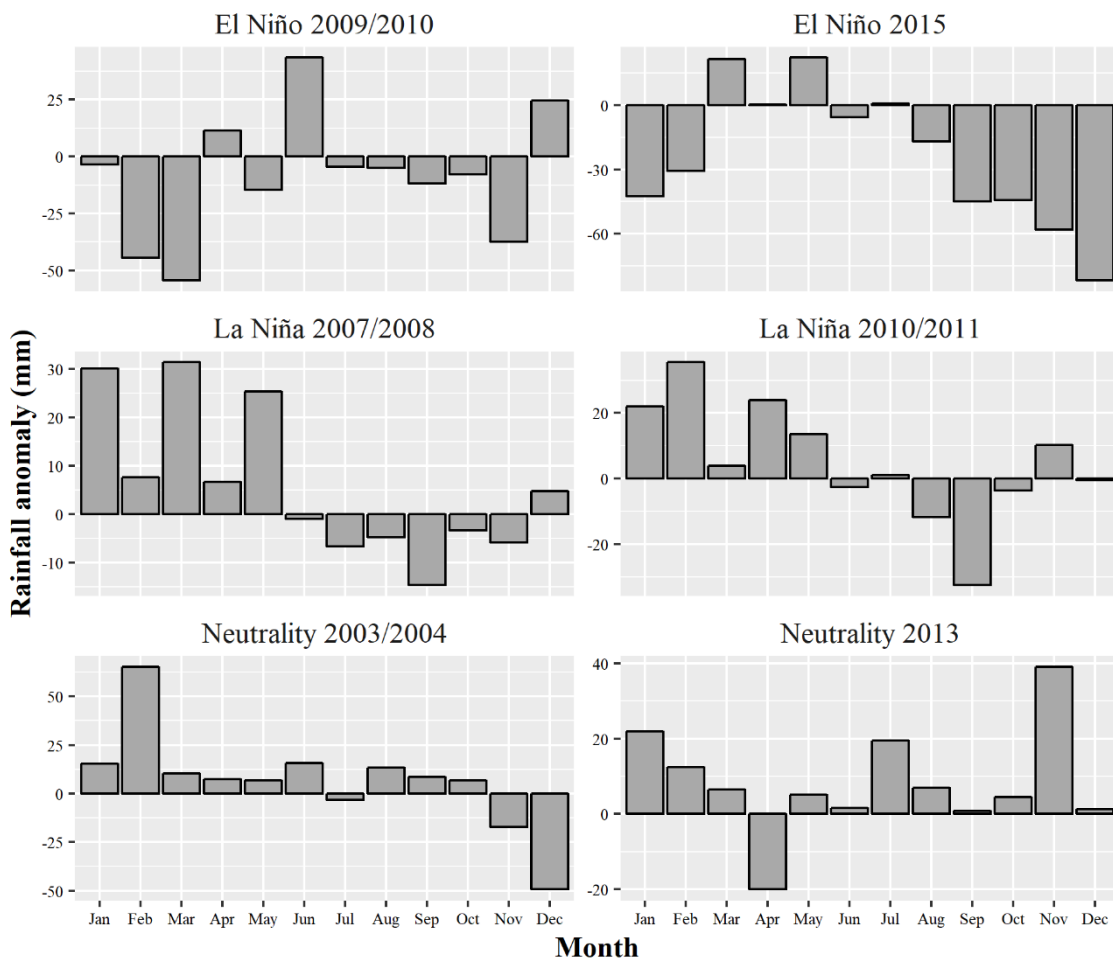 El Niño 2009/2010
El Niño 2015
25
0
-25
-50
0
-30
-60
La Niña 2007/2008
La Niña 2010/2011
30
20
10
0
-10
20
0
-20
Rainfall anomaly (mm)
Neutrality 2003/2004
Neutrality 2013
50
25
0
-25
-50
40
20
0
-20
Jan Feb Mar Apr May Jun Jul Aug Sep Oct Nov Dec
Jan Feb Mar Apr May Jun Jul Aug Sep Oct Nov Dec
Month